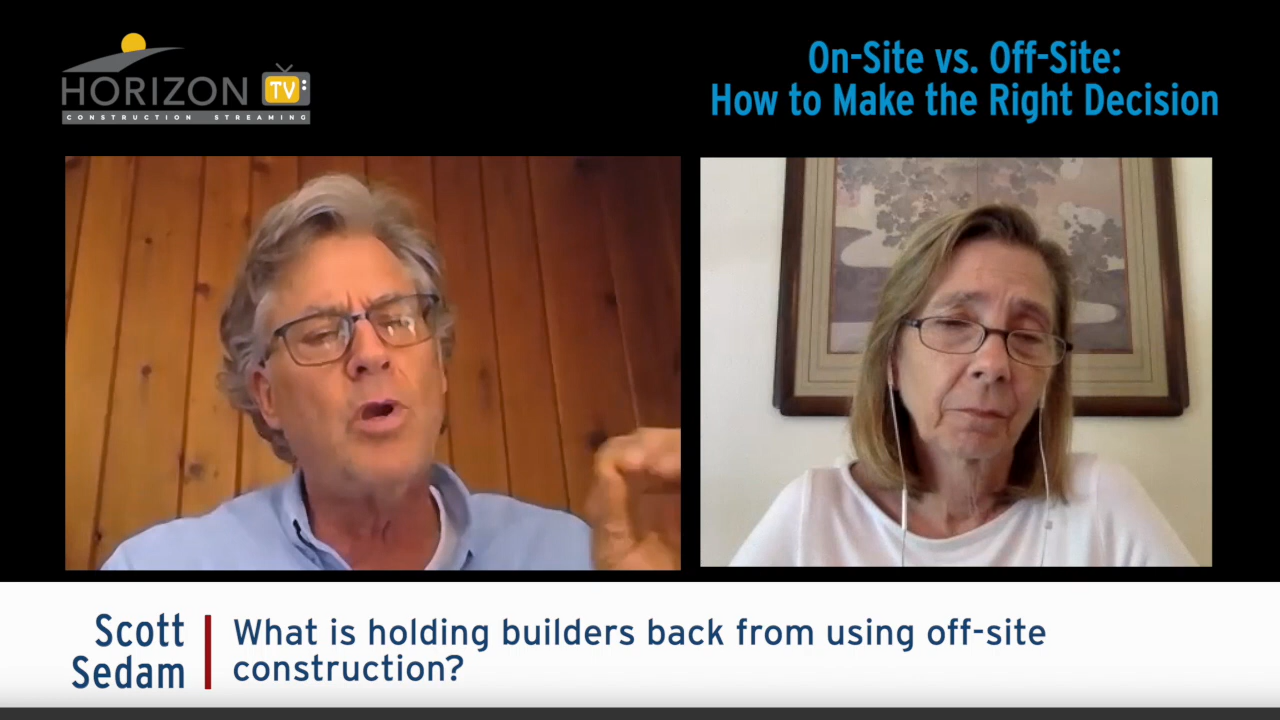 HORIZON TV
CONSTRUCTION STREAMING
On-Site vs. Off-Site:
How to Make the Right Decision
Scott
Sedam
What is holding builders back from using off-site
construction?